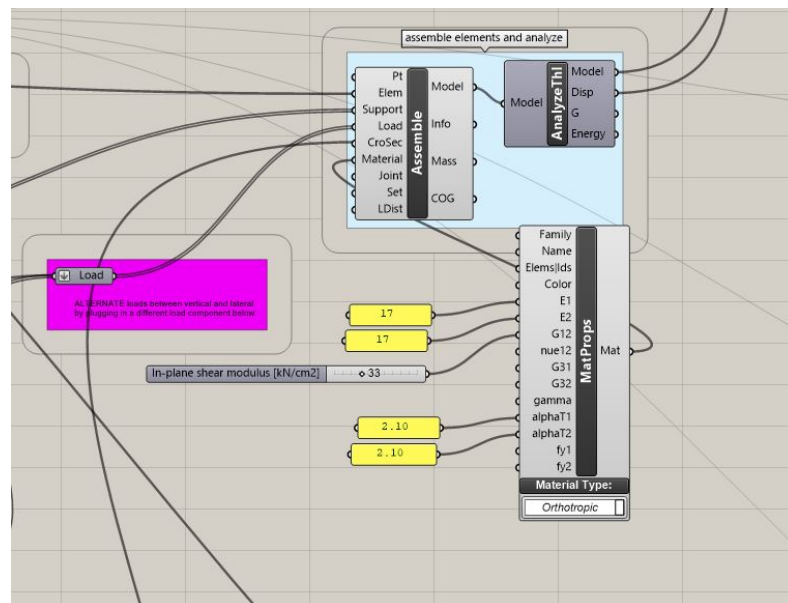 assemble elements and analyze
Pt
Elem
Support
Load
CroSec
Material
Joint
Set
LDist
Assemble
Model
Info
Mass
COG
Model
AnalyzeThI
Model
Disp
G
Energy
Load
ALTERNATE loads between vertical and lateral
by plugging in a different load component below
17
17
In-plane shear modulus [kN/cm2]
33
2.10
2.10
Family
Name
Elems|Ids
Color
E1
E2
G12
nue12
G31
G32
gamma
alphaT1
alphaT2
fy1
fy2
MatProps
Mat
Material Type:
Orthotropic